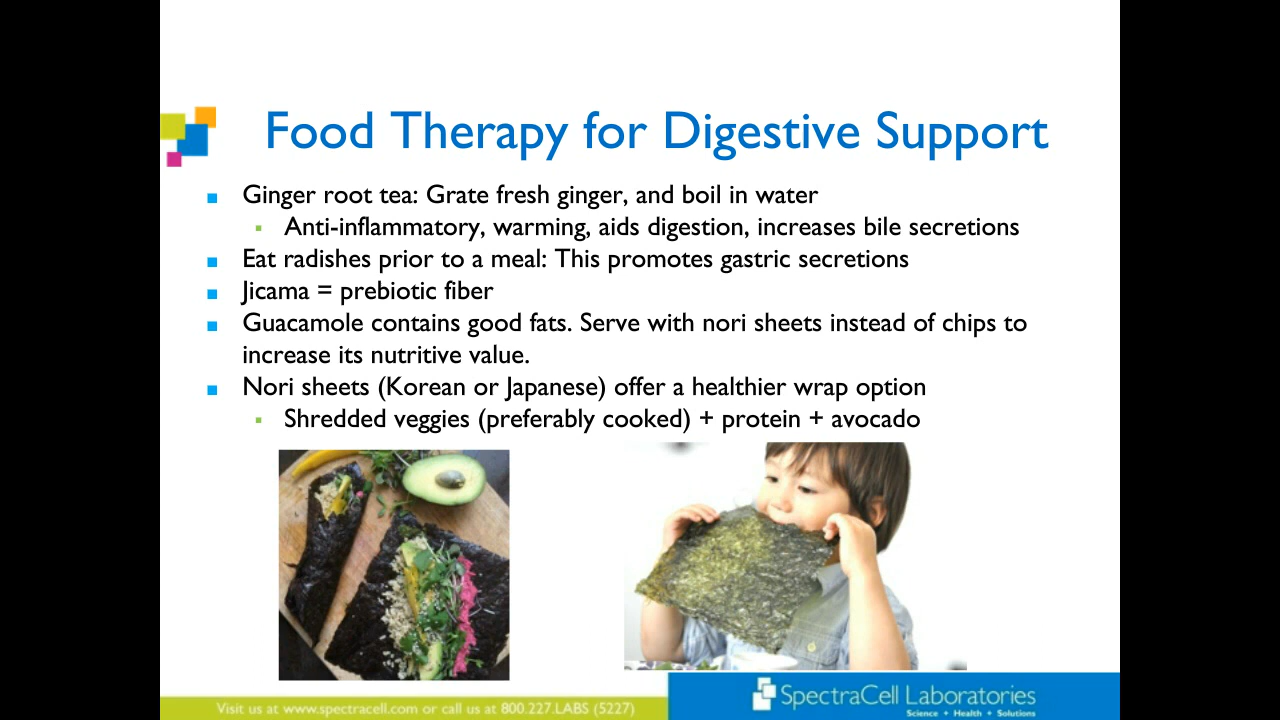 Food Therapy for Digestive Support
Ginger root tea: Grate fresh ginger, and boil in water
Anti-inflammatory, warming, aids digestion, increases bile secretions
Eat radishes prior to a meal: This promotes gastric secretions
Jicama = prebiotic fiber
Guacamole contains good fats. Serve with nori sheets instead of chips to
increase its nutritive value.
Nori sheets (Korean or Japanese) offer a healthier wrap option
Shredded veggies (preferably cooked) + protein + avocado
Visit us at www.spectracell.com or call us at 800.227.LABS (5227)
SpectraCell Laboratories
Science + Health + Solutions